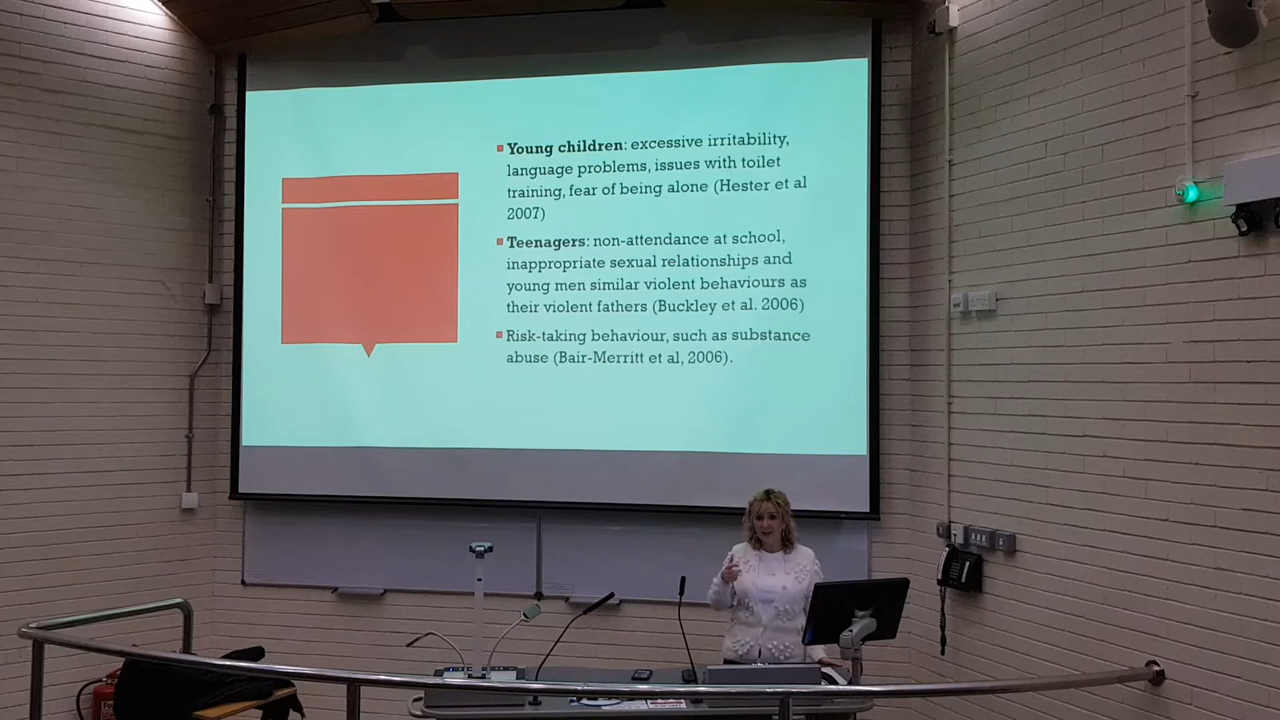 Young children: excessive irritability,
language problems, issues with toilet
training, fear of being alone (Hester et al
2007)
Teenagers: non-attendance at school,
inappropriate sexual relationships and
young men similar violent behaviours as
their violent fathers (Buckley et al. 2006)
Risk-taking behaviour, such as substance
abuse (Bair-Merritt et al, 2006).